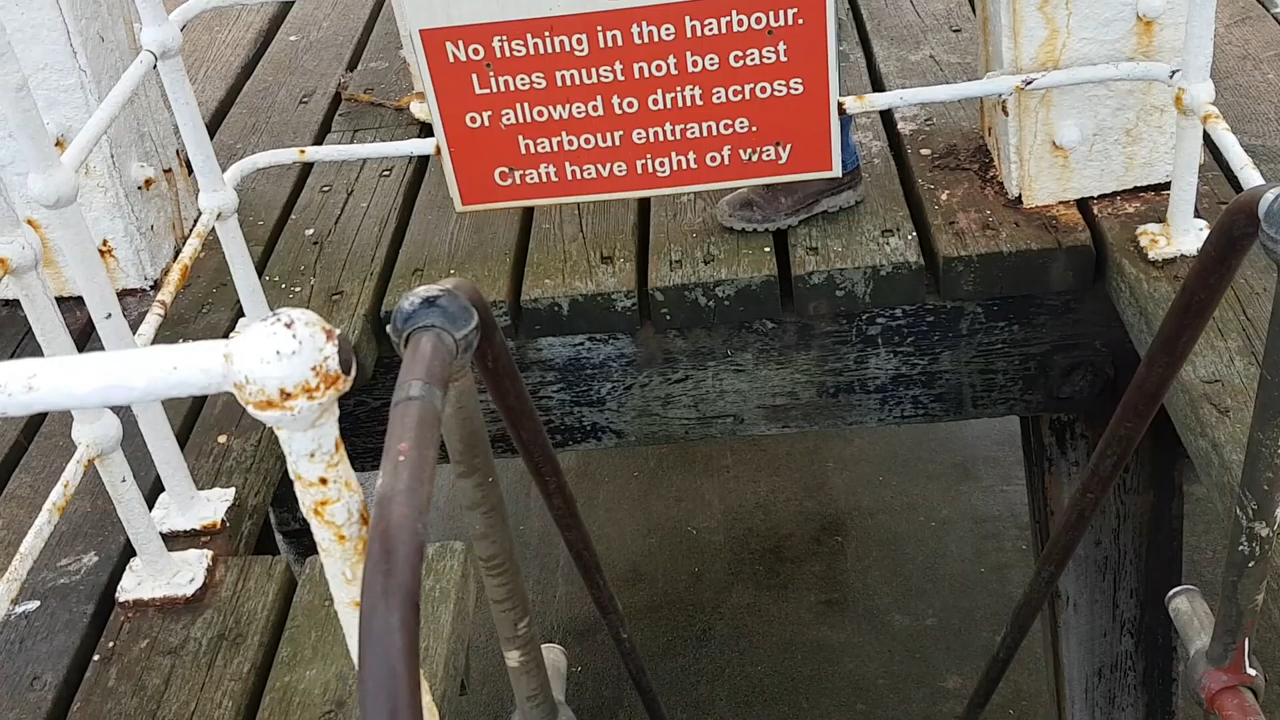 No fishing in the harbour.
Lines must not be cast
or allowed to drift across
harbour entrance.
Craft have right of way